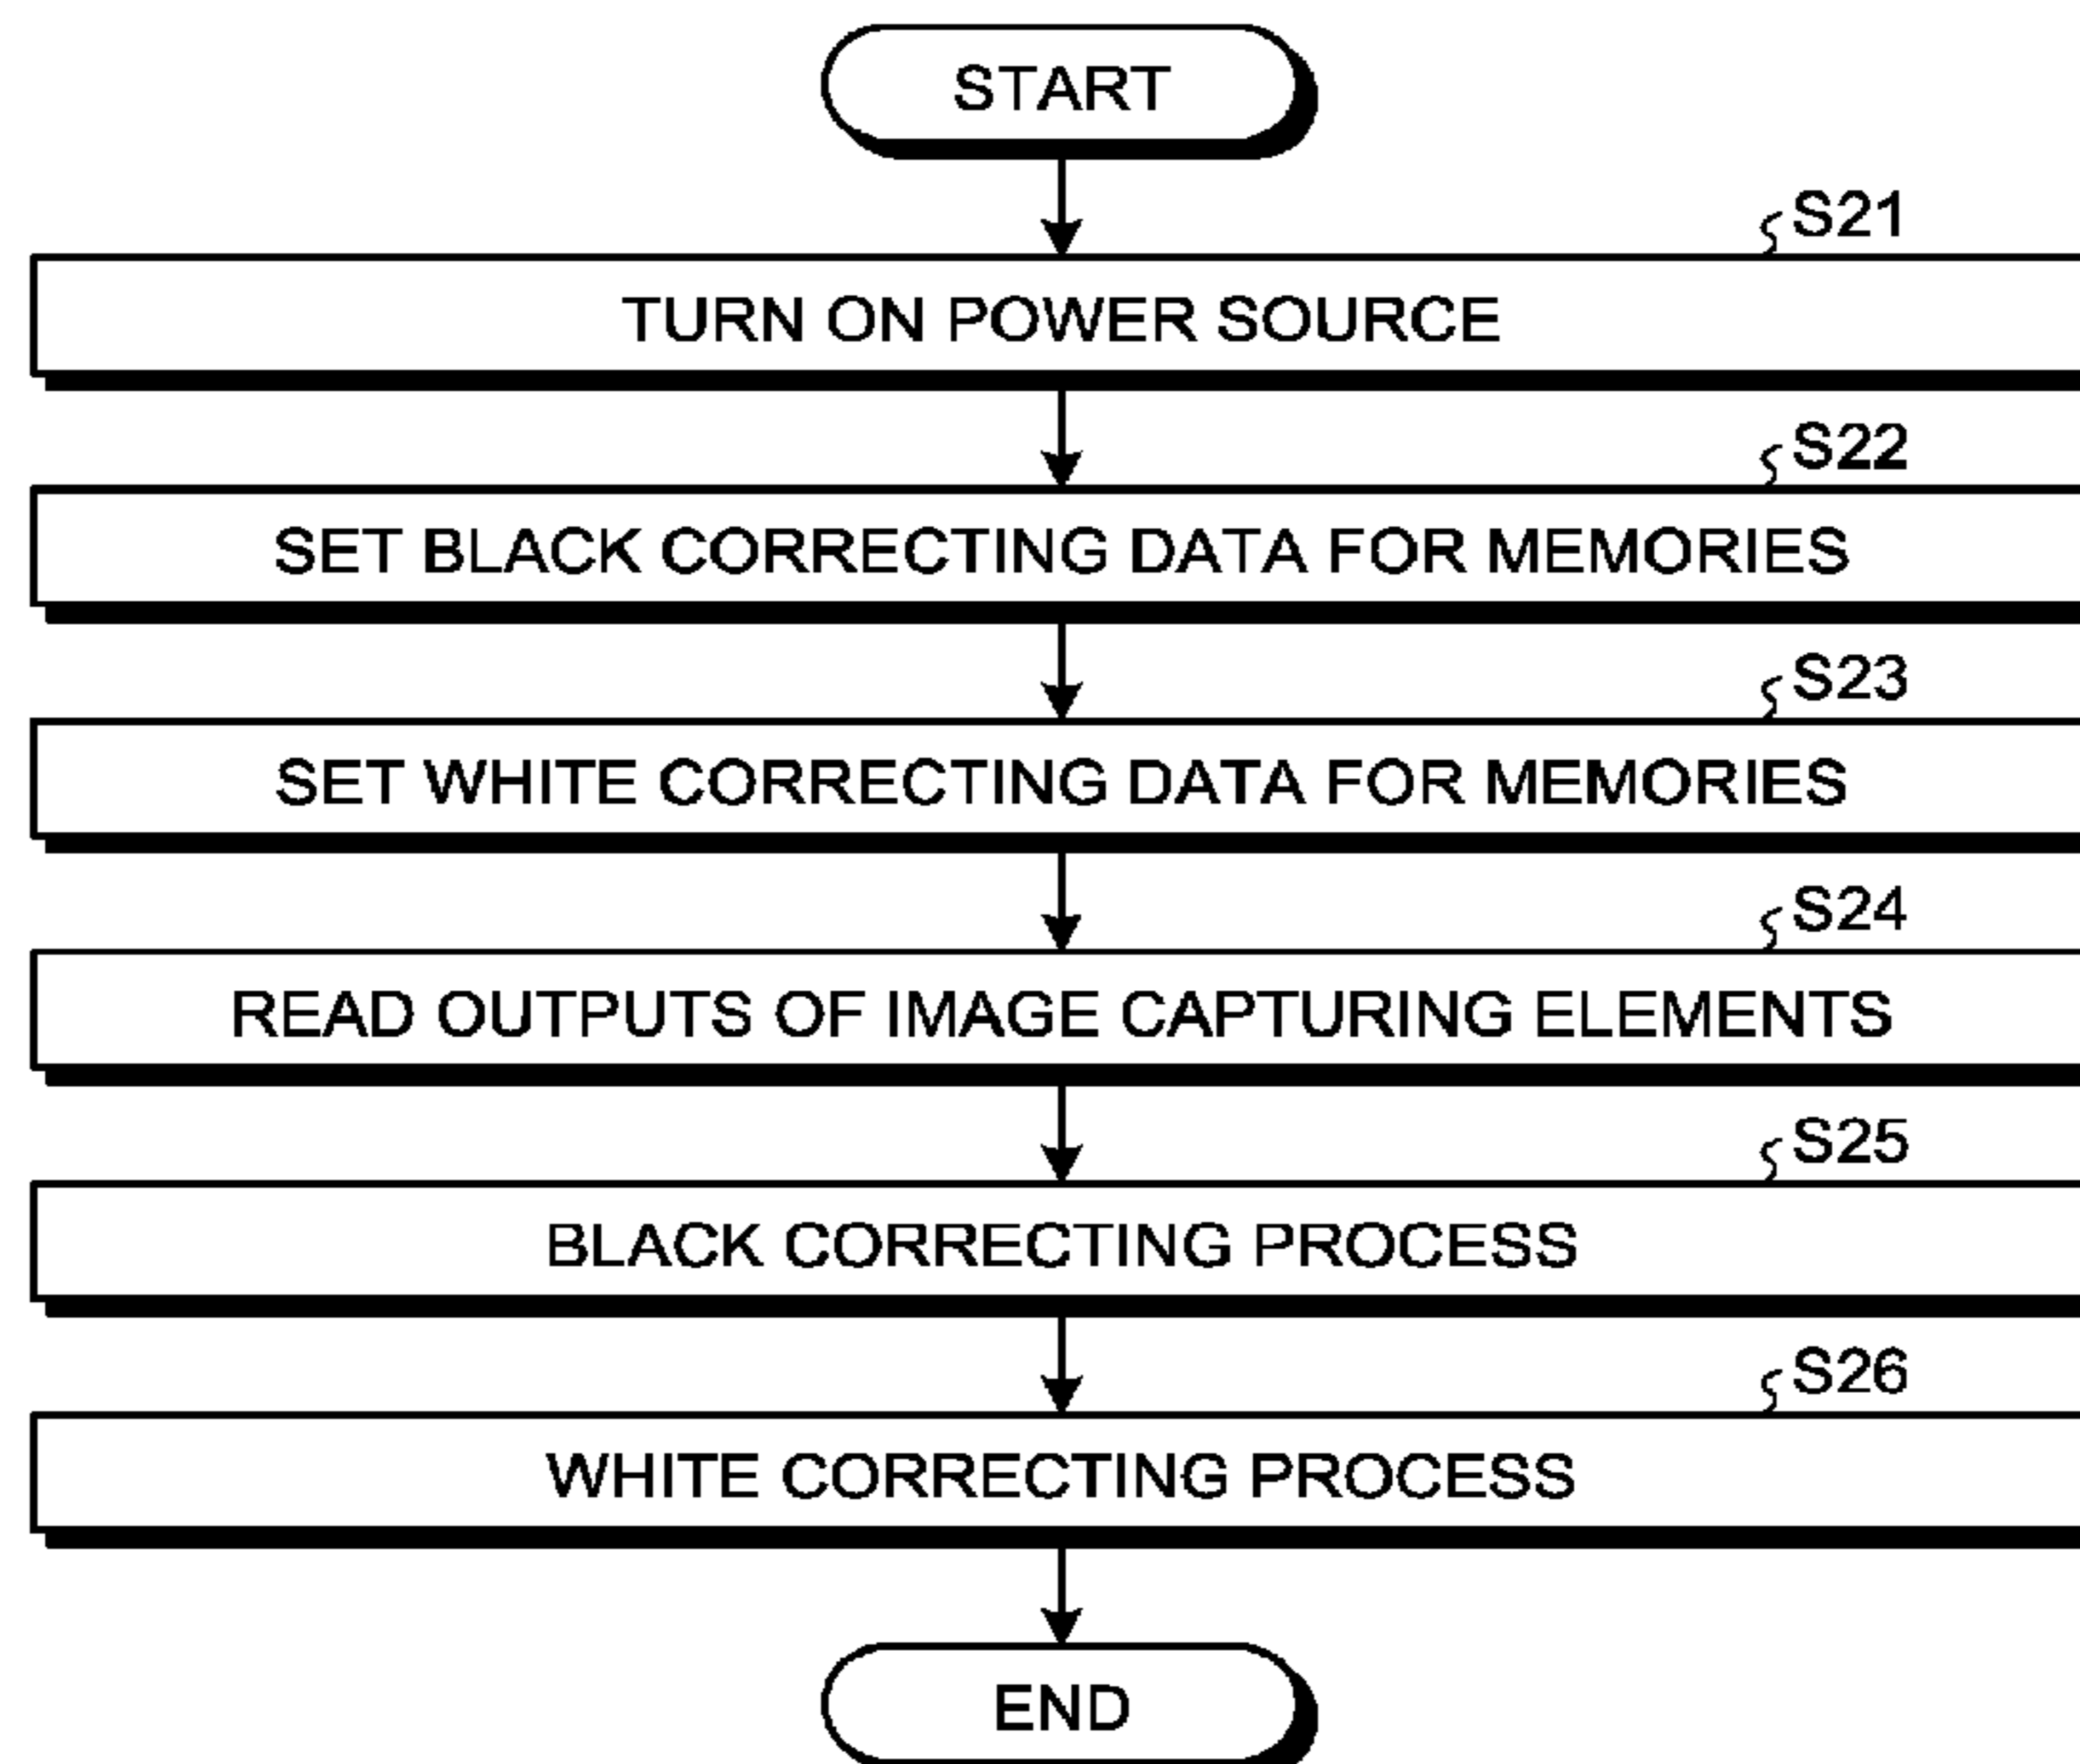 START
S21
TURN ON POWER SOURCE
S22
SET BLACK CORRECTING DATA FOR MEMORIES
S23
SET WHITE CORRECTING DATA FOR MEMORIES
S24
READ OUTPUTS OF IMAGE CAPTURING ELEMENTS
S25
BLACK CORRECTING PROCESS
S26
WHITE CORRECTING PROCESS
END